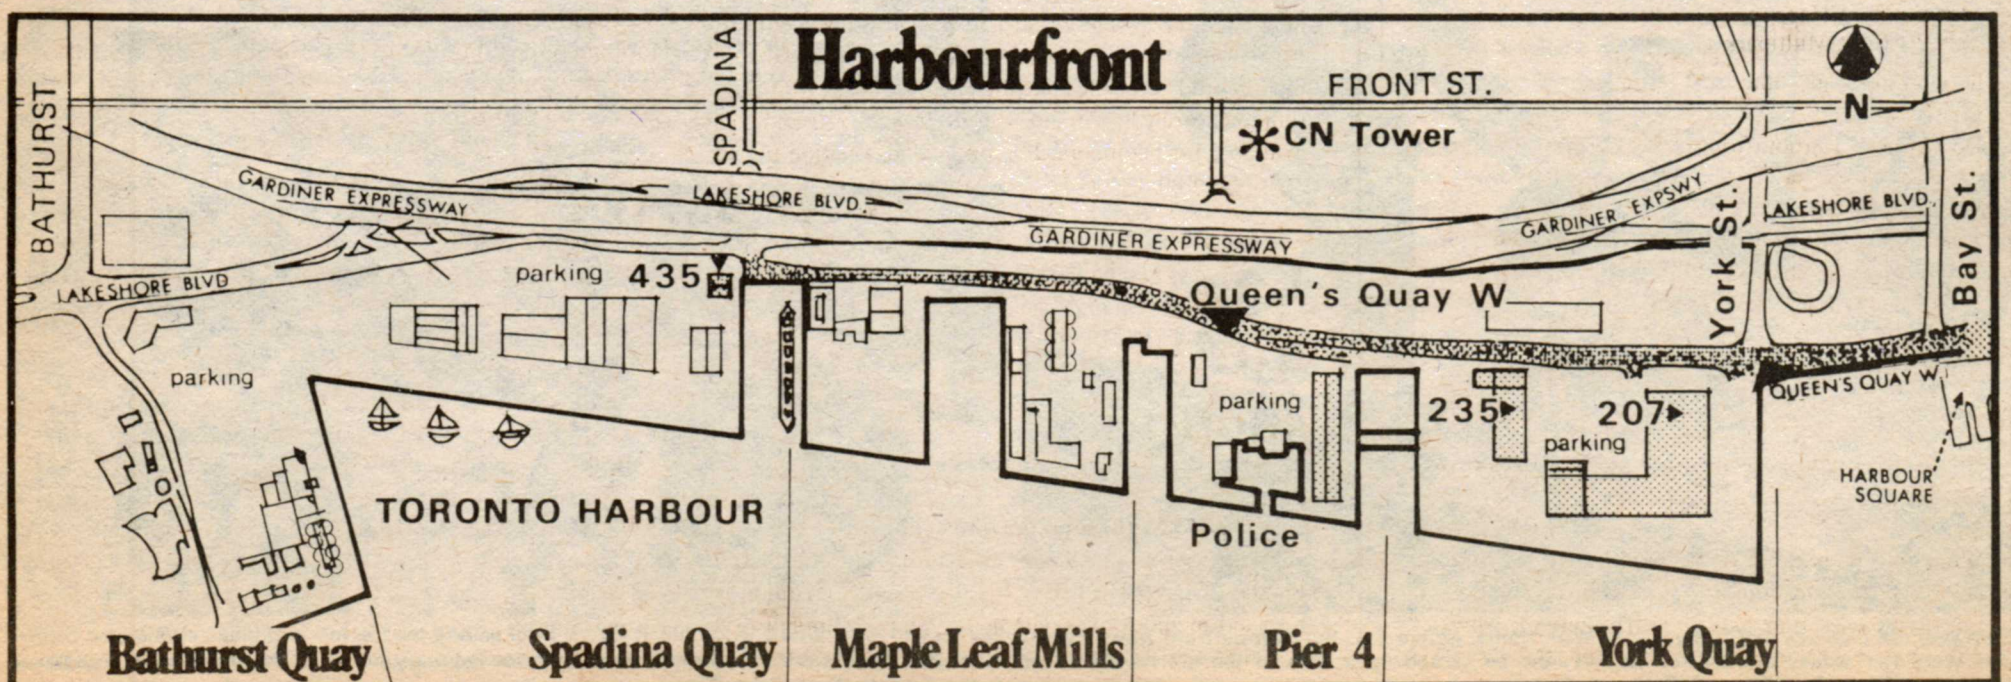 Multe
Harbourfront
BATHURST
SPADINA
FRONT ST.
N
CN Tower
GARDINER EXPRESSWAY
LAKESHORE BLVD.
GARDINER EXPRESSWAY
GARDINER EXPSWY
York St.
LAKESHORE BLVD.
Bay St.
LAKESHORE BLVD
parking
435
Queen's Quay W
parking
parking
235
207
parking
QUEEN'S QUAY W
HARBOUR
SQUARE
TORONTO HARBOUR
Police
Bathurst Quay
Spadina Quay
Maple Leaf Mills
Pier 4
York Quay